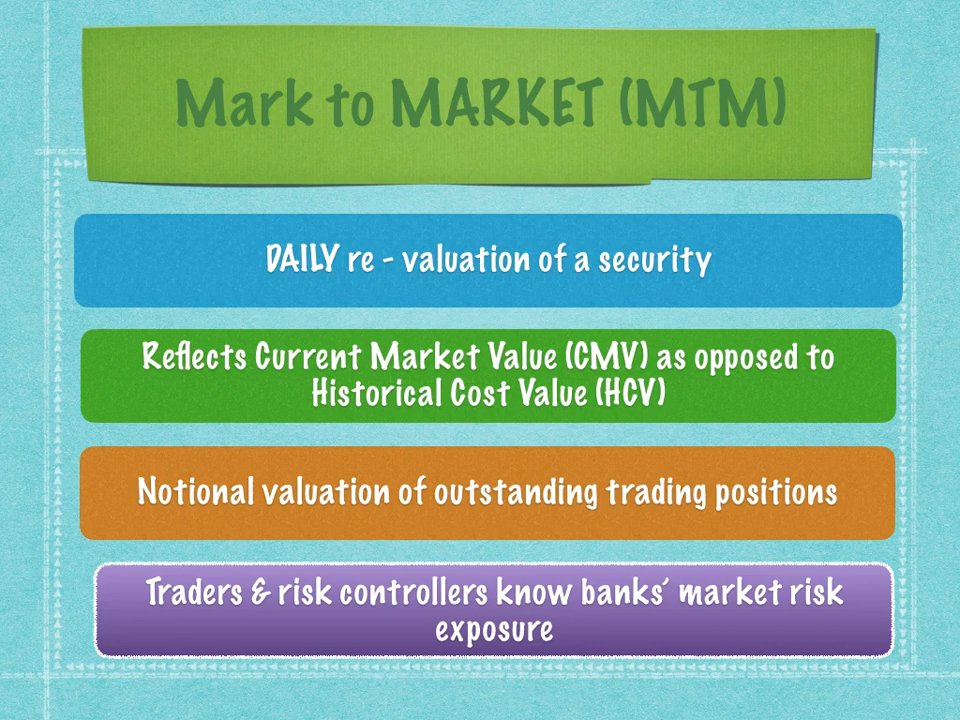 Mark to MARKET (MTM)
DAILY re - valuation of a security
Reflects Current Market Value (CMV) as opposed to
Historical Cost Value (HCV)
Notional valuation of outstanding trading positions
Traders & risk controllers know banks’ market risk
exposure